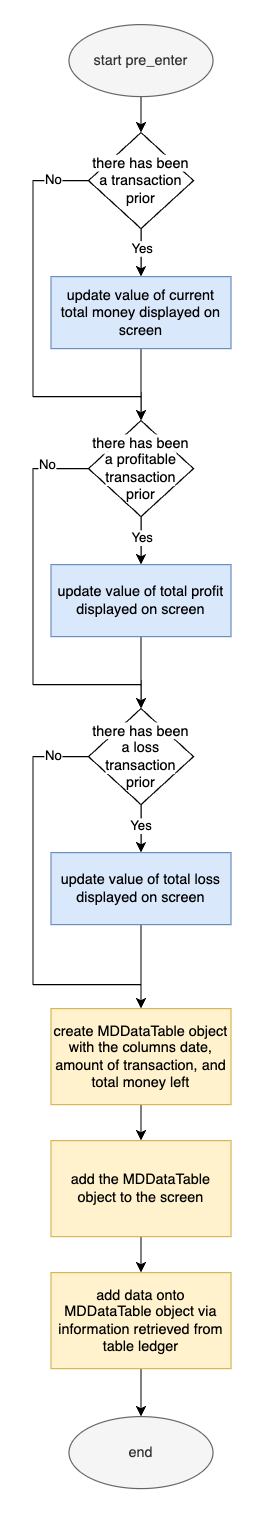 start pre_enter
there has been
a transaction
prior
No
Yes
update value of current
total money displayed on
screen
there has been
a profitable
transaction
prior
No
Yes
update value of total profit
displayed on screen
there has been
a loss
transaction
prior
No
Yes
update value of total loss
displayed on screen
create MDDataTable object
with the columns date,
amount of transaction, and
total money left
add the MDDataTable
object to the screen
add data onto
MDDataTable object via
information retrieved from
table ledger
end